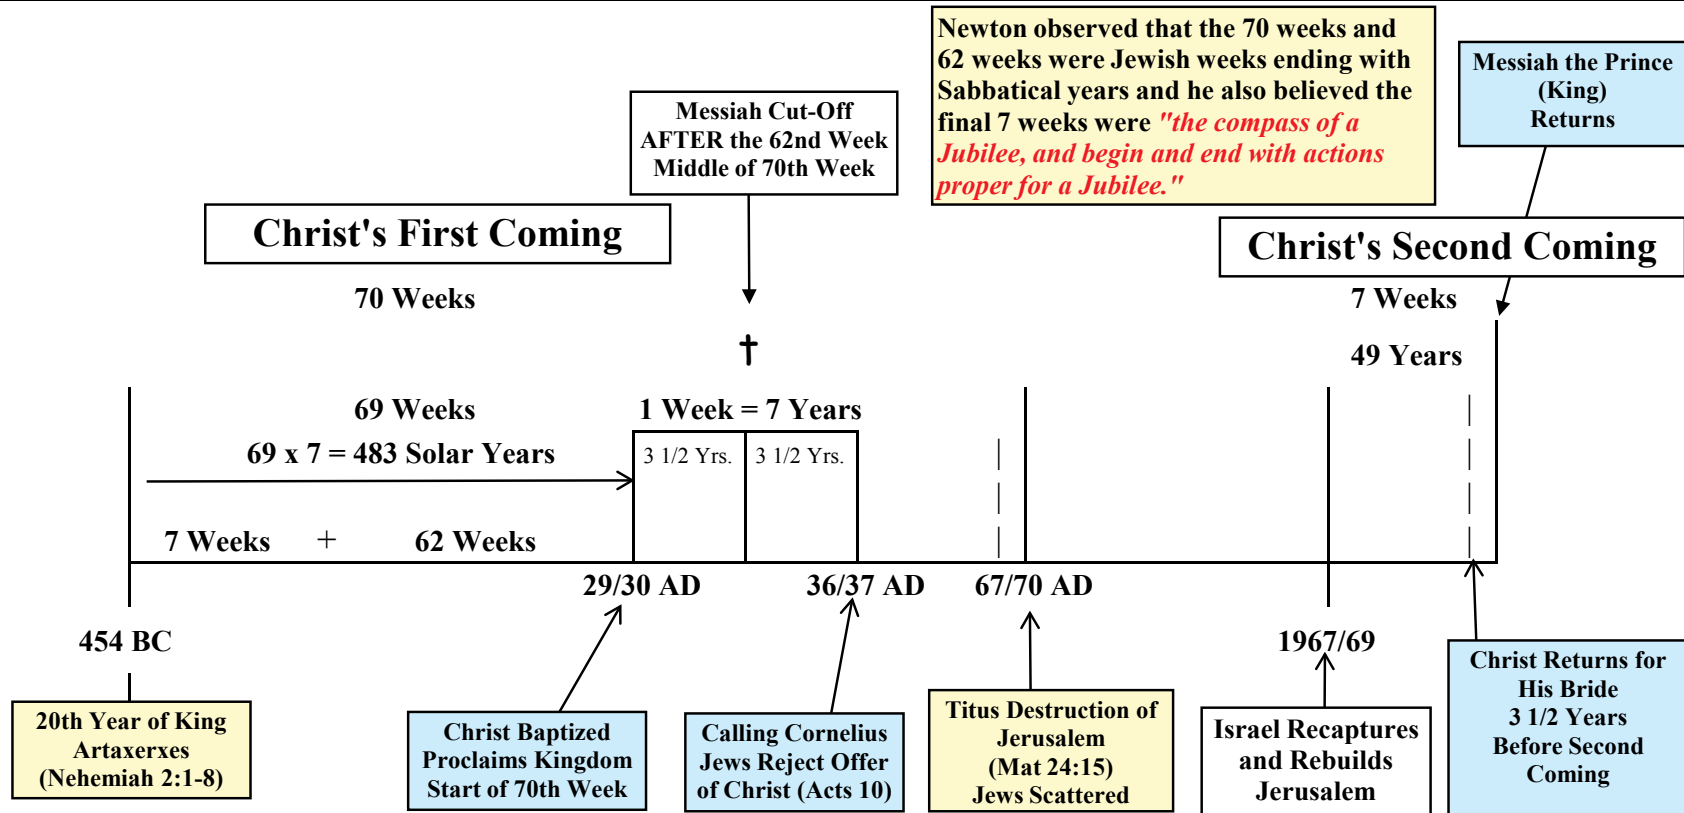 Newton observed that the 70 weeks and
62 weeks were Jewish weeks ending with
Sabbatical years and he also believed the
final 7 weeks were "the compass of a
Jubilee, and begin and end with actions
proper for a Jubilee."
Messiah the Prince
(King)
Returns
Messiah Cut-Off
AFTER the 62nd Week
Middle of 70th Week
Christ's First Coming
Christ's Second Coming
70 Weeks
7 Weeks
49 Years
69 Weeks
1 Week = 7 Years
69 x 7 = 483 Solar Years
3 1/2 Yrs.
3 1/2 Yrs.
7 Weeks + 62 Weeks
29/30 AD
36/37 AD
67/70 AD
454 BC
1967/69
20th Year of King
Artaxerxes
(Nehemiah 2:1-8)
Christ Baptized
Proclaims Kingdom
Start of 70th Week
Calling Cornelius
Jews Reject Offer
of Christ (Acts 10)
Titus Destruction of
Jerusalem
(Mat 24:15)
Jews Scattered
Israel Recaptures
and Rebuilds
Jerusalem
Christ Returns for
His Bride
3 1/2 Years
Before Second
Coming